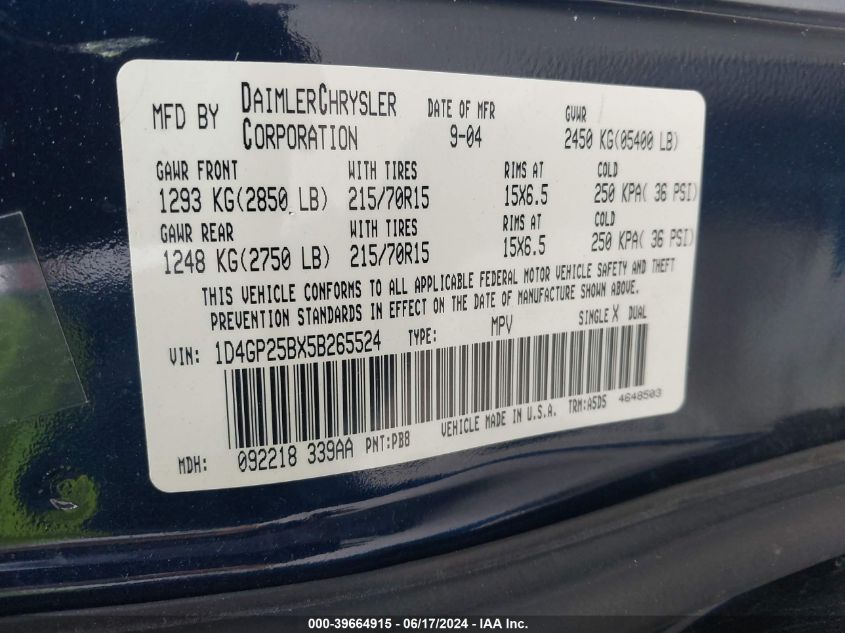 MFD BY DAIMLERCHRYSLER CORPORATION DATE OF MFR 9-04 GVWR 2450 KG(05400 LB)
GAWR FRONT WITH TIRES RIMS AT COLD
1293 KG(2850 LB) 215/70R15 15X6.5 250 KPA( 36 PSI)
GAWR REAR WITH TIRES RIMS AT COLD
1248 KG(2750 LB) 215/70R15 15X6.5 250 KPA( 36 PSI)
THIS VEHICLE CONFORMS TO ALL APPLICABLE FEDERAL MOTOR VEHICLE SAFETY AND THEFT
PREVENTION STANDARDS IN EFFECT ON THE DATE OF MANUFACTURE SHOWN ABOVE.
VIN: 1D4GP25BX5B265524 TYPE: MPV SINGLE X DUAL
MDH: 092218 339AA PNT:PB8 VEHICLE MADE IN U.S.A. TRM:A5D5 4648503
000-39664915 - 06/17/2024 - IAA Inc.